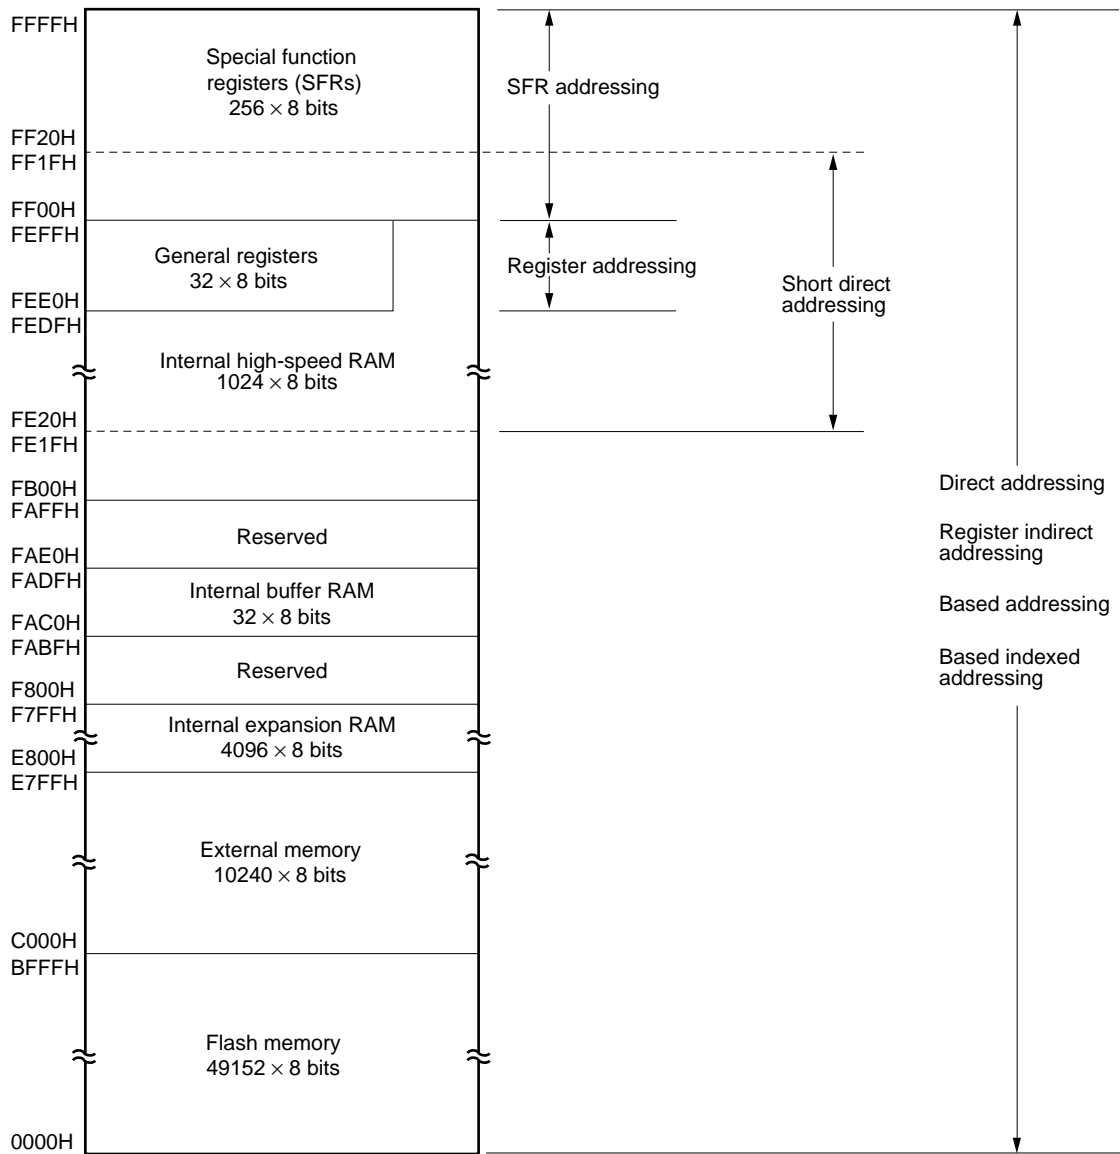 FFFFH
Special function
registers (SFRs)
256 × 8 bits
SFR addressing
FF20H
FF1FH
FF00H
FEFFH
General registers
32 × 8 bits
Register addressing
Short direct
addressing
FEE0H
FEDFH
Internal high-speed RAM
1024 × 8 bits
FE20H
FE1FH
FB00H
FAFFH
Reserved
FAE0H
FADFH
Internal buffer RAM
32 × 8 bits
FAC0H
FABFH
Reserved
F800H
F7FFH
Internal expansion RAM
4096 × 8 bits
E800H
E7FFH
External memory
10240 × 8 bits
C000H
BFFFH
Flash memory
49152 × 8 bits
0000H
Direct addressing
Register indirect
addressing
Based addressing
Based indexed
addressing